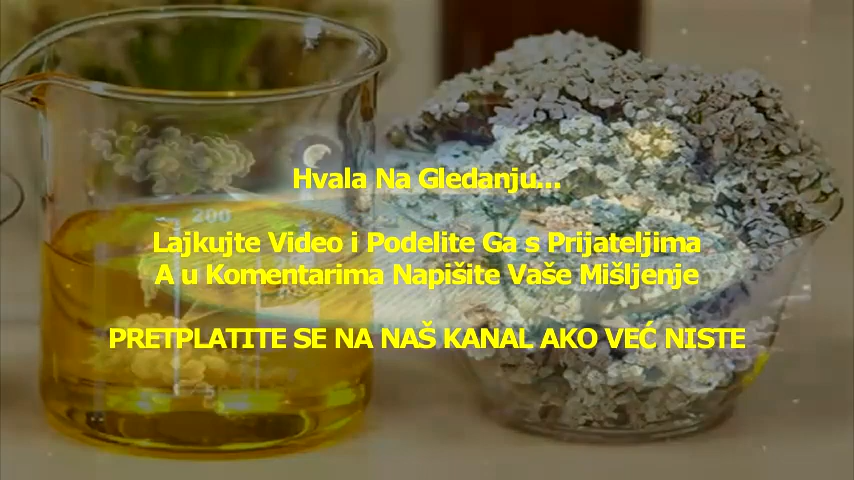 Hvala Na Gledanju...
Lajkujte Video i Podelite Ga s Prijateljima
A u Komentarima Napišite Vaše Mišljenje
PRETPLATITE SE NA NAŠ KANAL AKO VEĆ NISTE
200